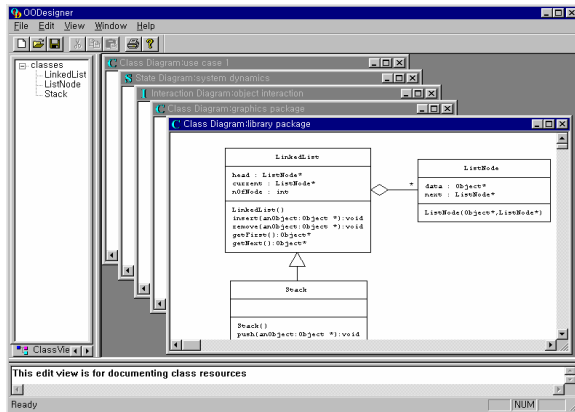 OODesigner
File Edit View Window Help
classes
LinkedList
ListNode
Stack
ClassVie
C Class Diagram:use case 1
S State Diagram:system dynamics
I Interaction Diagram:object interaction
C Class Diagram:graphics package
C Class Diagram:library package
LinkedList
head : ListNode*
current : ListNode*
nOfNode : int
LinkedList()
insert(anObject:Object *):void
remove(anObject:Object *):void
getFirst():Object*
getNext():Object*
*
ListNode
data : Object*
next : ListNode*
ListNode(Object*,ListNode*)
Stack
Stack()
push(anObject:Object *):void
This edit view is for documenting class resources
Ready
NUM